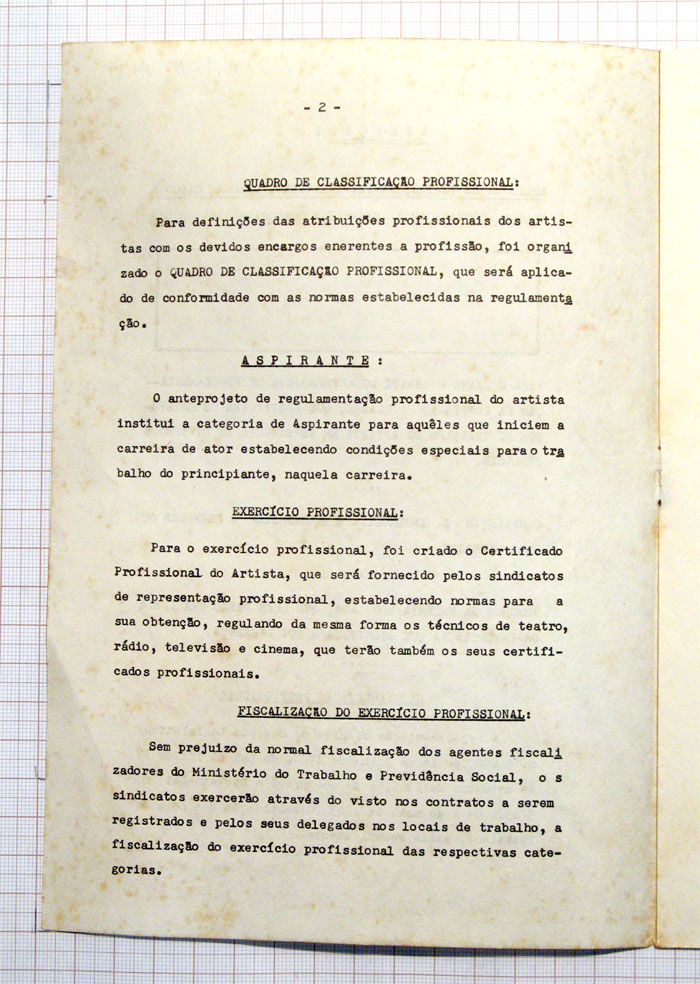 - 2 -
QUADRO DE CLASSIFICAÇÃO PROFISSIONAL:
Para definições das atribuições profissionais dos artis-
tas com os devidos encargos enerentes a profissão, foi organi
zado o QUADRO DE CLASSIFICAÇÃO PROFISSIONAL, que será aplica-
do de conformidade com as normas estabelecidas na regulamenta
ção.
A S P I R A N T E :
O anteprojeto de regulamentação profissional do artista
institui a categoria de Aspirante para aquêles que iniciem a
carreira de ator estabelecendo condições especiais para o tra
balho do principiante, naquela carreira.
EXERCÍCIO PROFISSIONAL:
Para o exercício profissional, foi criado o Certificado
Profissional do Artista, que será fornecido pelos sindicatos
de representação profissional, estabelecendo normas para a
sua obtenção, regulando da mesma forma os técnicos de teatro,
rádio, televisão e cinema, que terão também os seus certifi-
cados profissionais.
FISCALIZAÇÃO DO EXERCÍCIO PROFISSIONAL:
Sem prejuizo da normal fiscalização dos agentes fiscali
zadores do Ministério do Trabalho e Previdência Social, o s
sindicatos exercerão através do visto nos contratos a serem
registrados e pelos seus delegados nos locais de trabalho, a
fiscalização do exercício profissional das respectivas cate-
gorias.